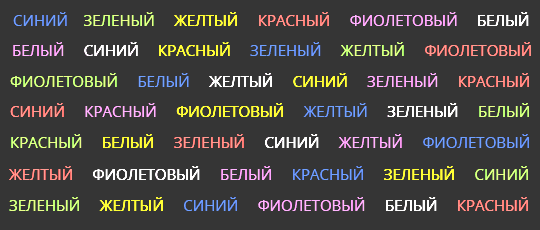 СИНИЙ ЗЕЛЕНЫЙ ЖЕЛТЫЙ КРАСНЫЙ ФИОЛЕТОВЫЙ БЕЛЫЙ
БЕЛЫЙ СИНИЙ КРАСНЫЙ ЗЕЛЕНЫЙ ЖЕЛТЫЙ ФИОЛЕТОВЫЙ
ФИОЛЕТОВЫЙ БЕЛЫЙ ЖЕЛТЫЙ СИНИЙ ЗЕЛЕНЫЙ КРАСНЫЙ
СИНИЙ КРАСНЫЙ ФИОЛЕТОВЫЙ ЖЕЛТЫЙ ЗЕЛЕНЫЙ БЕЛЫЙ
КРАСНЫЙ БЕЛЫЙ ЗЕЛЕНЫЙ СИНИЙ ЖЕЛТЫЙ ФИОЛЕТОВЫЙ
ЖЕЛТЫЙ ФИОЛЕТОВЫЙ БЕЛЫЙ КРАСНЫЙ ЗЕЛЕНЫЙ СИНИЙ
ЗЕЛЕНЫЙ ЖЕЛТЫЙ СИНИЙ ФИОЛЕТОВЫЙ БЕЛЫЙ КРАСНЫЙ